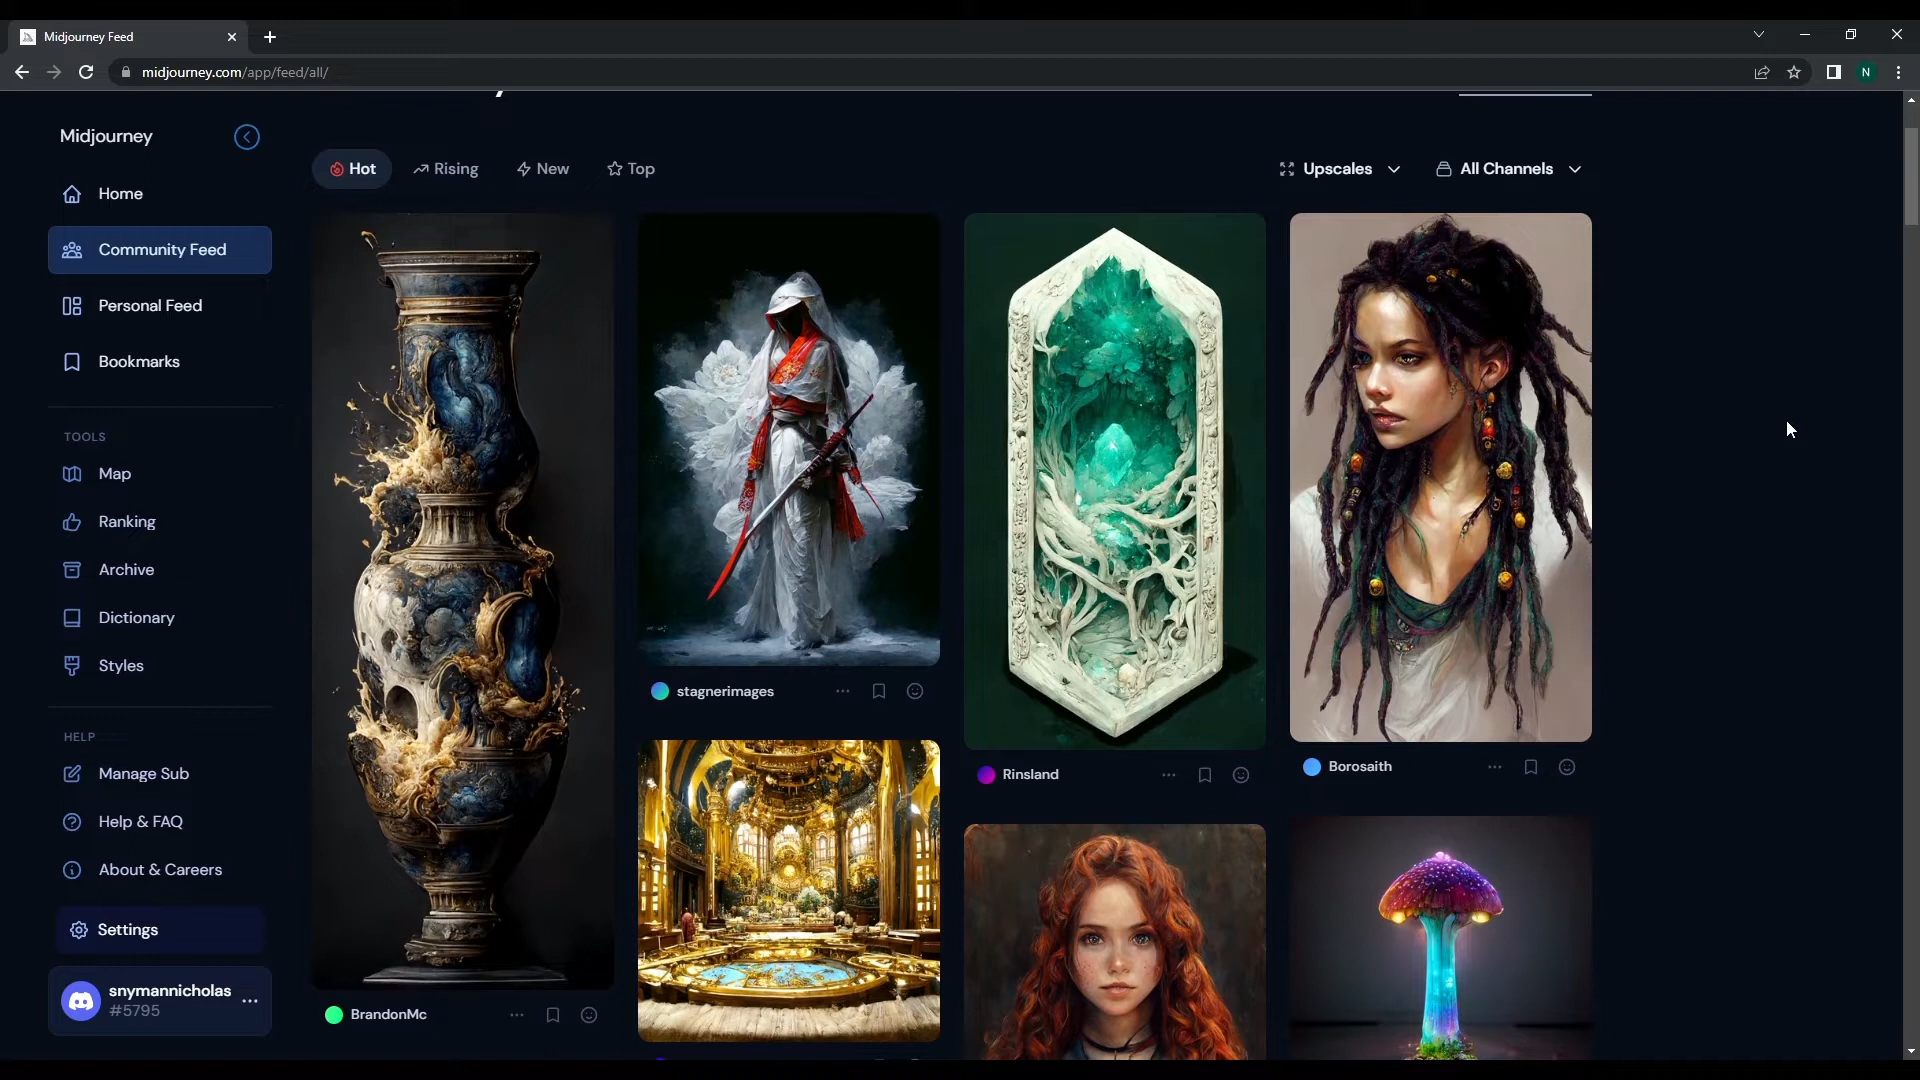 Midjourney Feed
midjourney.com/app/feed/all/
N
Midjourney
Home
Community Feed
Personal Feed
Bookmarks
TOOLS
Map
Ranking
Archive
Dictionary
Styles
HELP
Manage Sub
Help & FAQ
About & Careers
Settings
snymannicholas
#5795
Hot
Rising
New
Top
Upscales
All Channels
BrandonMc
stagnerimages
Rinsland
Borosaith